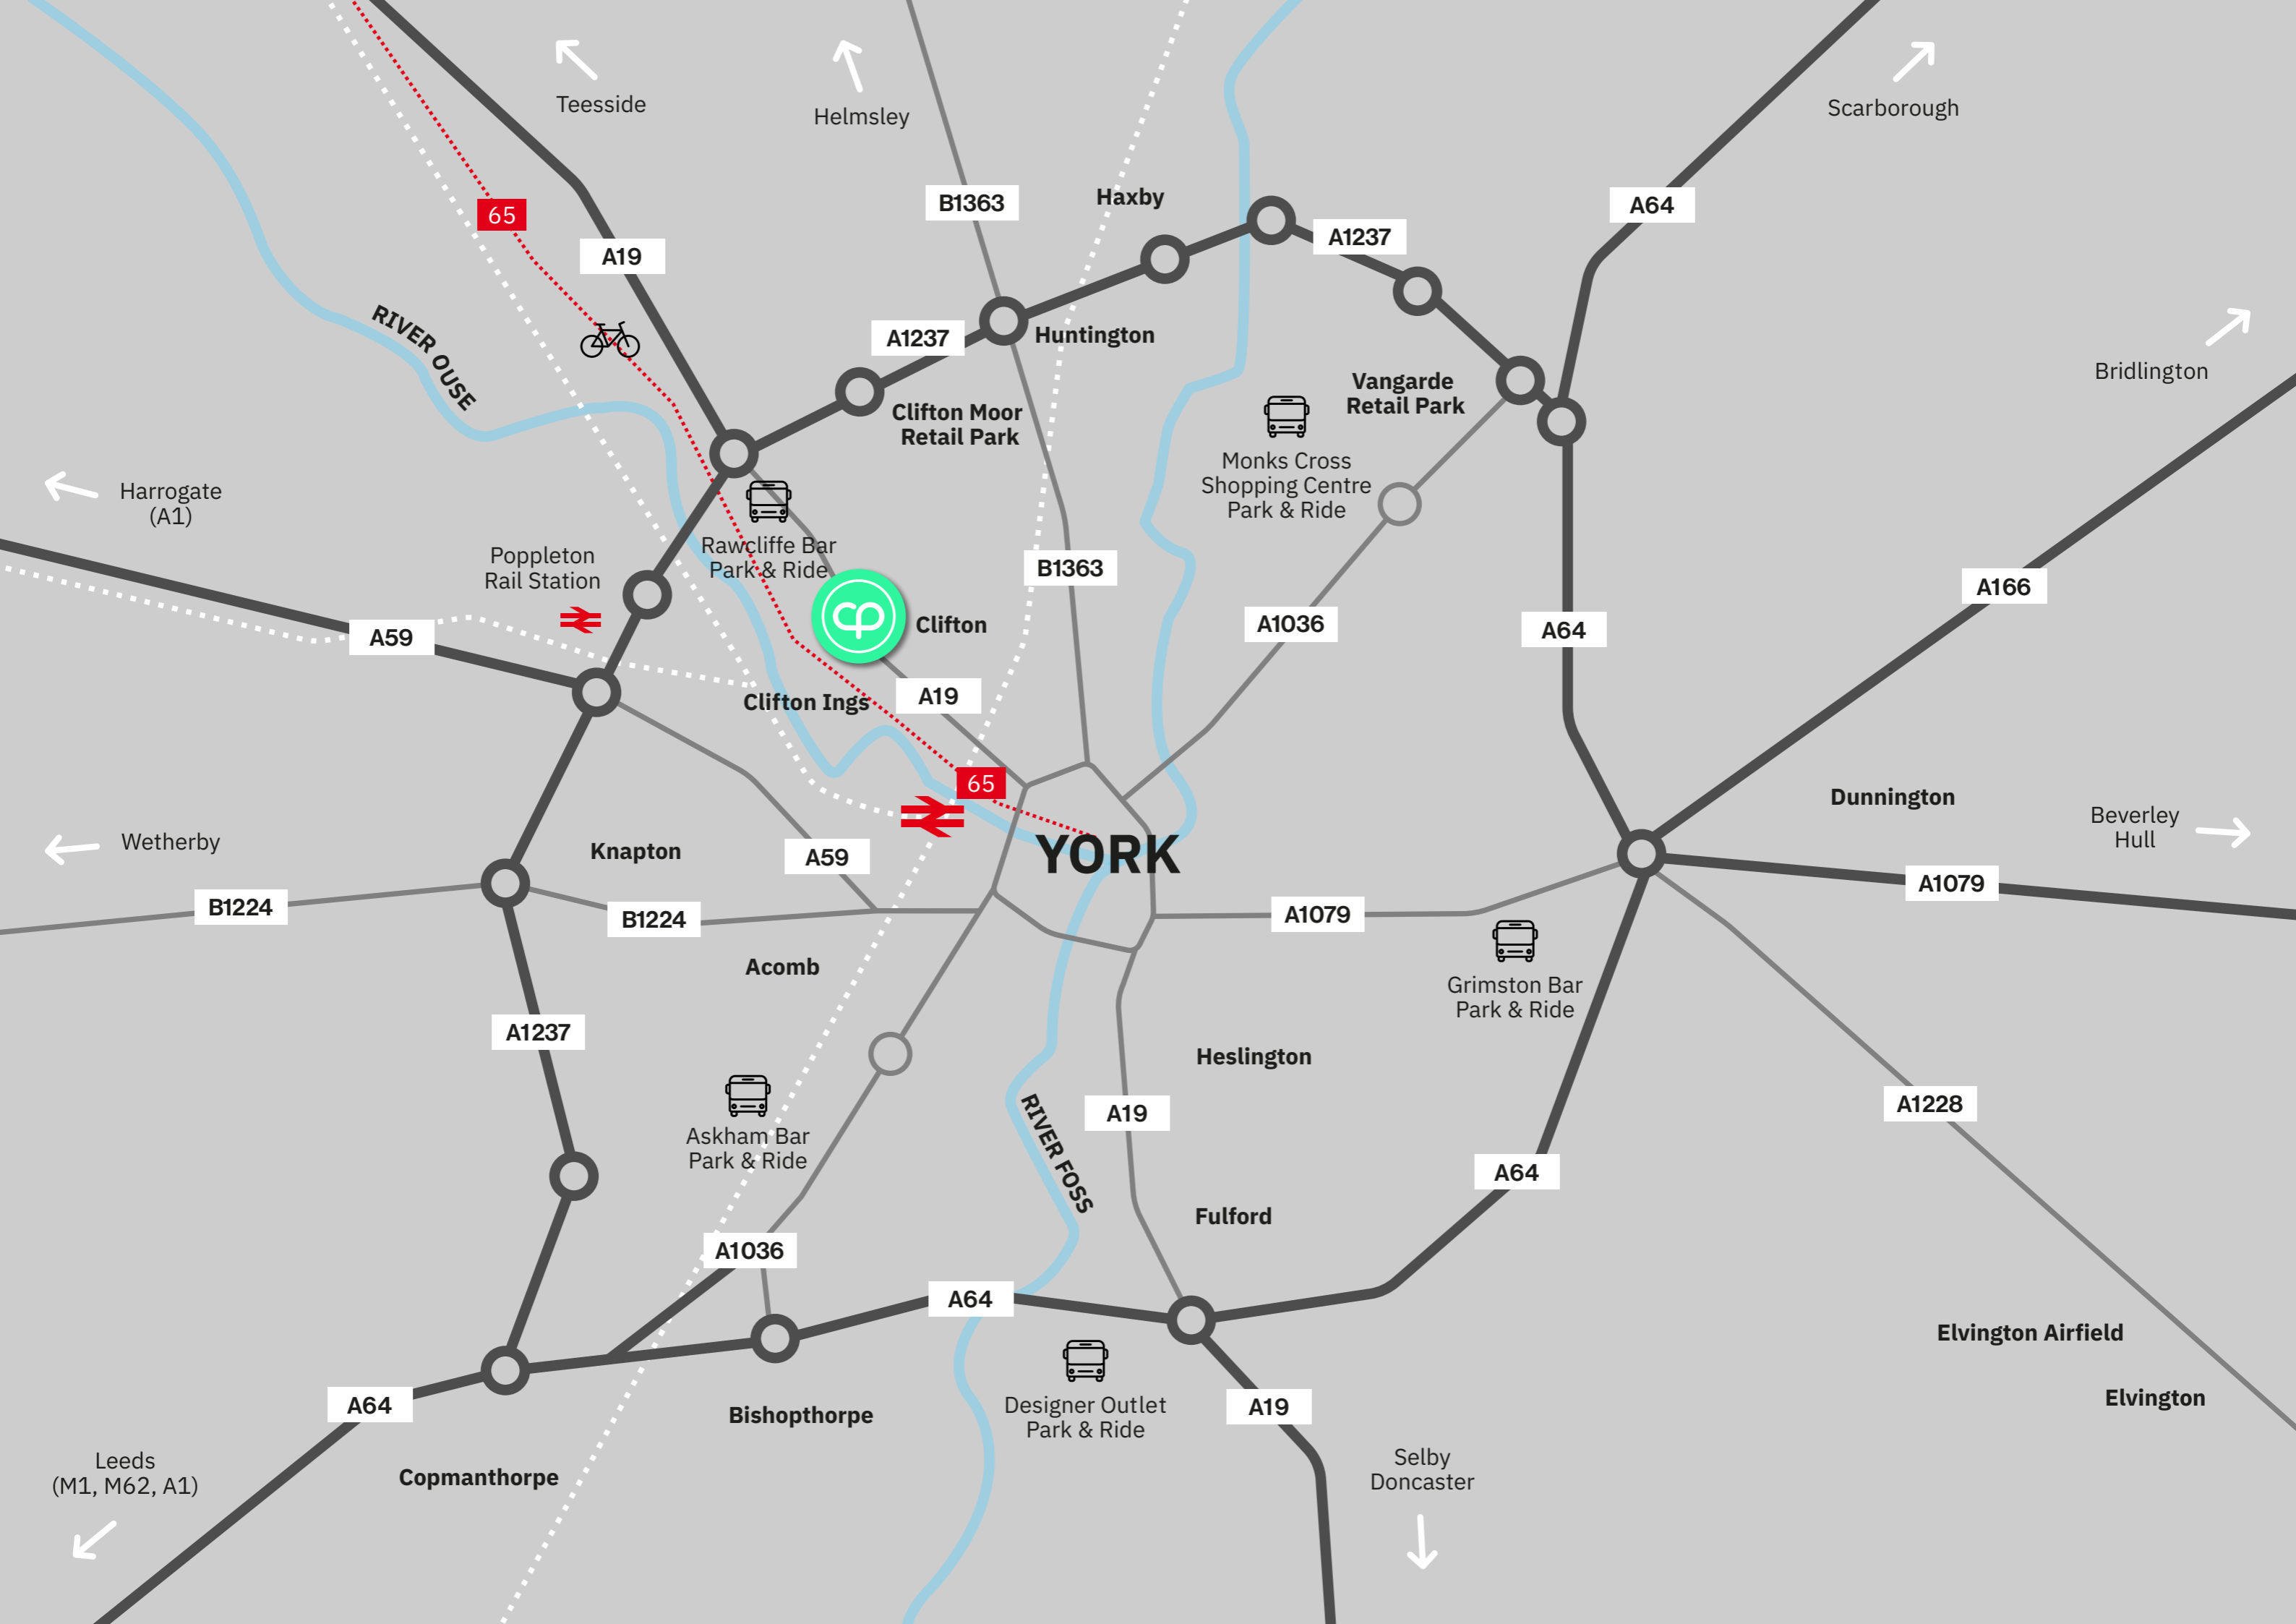 Teesside
Helmsley
Scarborough
B1363
Haxby
A64
65
A19
A1237
RIVER OUSE
A1237
Huntington
Bridlington
Vangarde
Retail Park
Clifton Moor
Retail Park
Monks Cross
Shopping Centre
Park & Ride
Harrogate
(A1)
Poppleton
Rail Station
Rawcliffe Bar
Park & Ride
B1363
A166
A59
Clifton
A1036
A64
Clifton Ings
A19
65
Dunnington
Beverley
Hull
Wetherby
Knapton
A59
YORK
B1224
B1224
A1079
A1079
Acomb
Grimston Bar
Park & Ride
A1237
Heslington
Askham Bar
Park & Ride
RIVER FOSS
A19
A1228
A64
Fulford
A1036
A64
Elvington Airfield
A64
Bishopthorpe
Designer Outlet
Park & Ride
A19
Elvington
Leeds
(M1, M62, A1)
Copmanthorpe
Selby
Doncaster